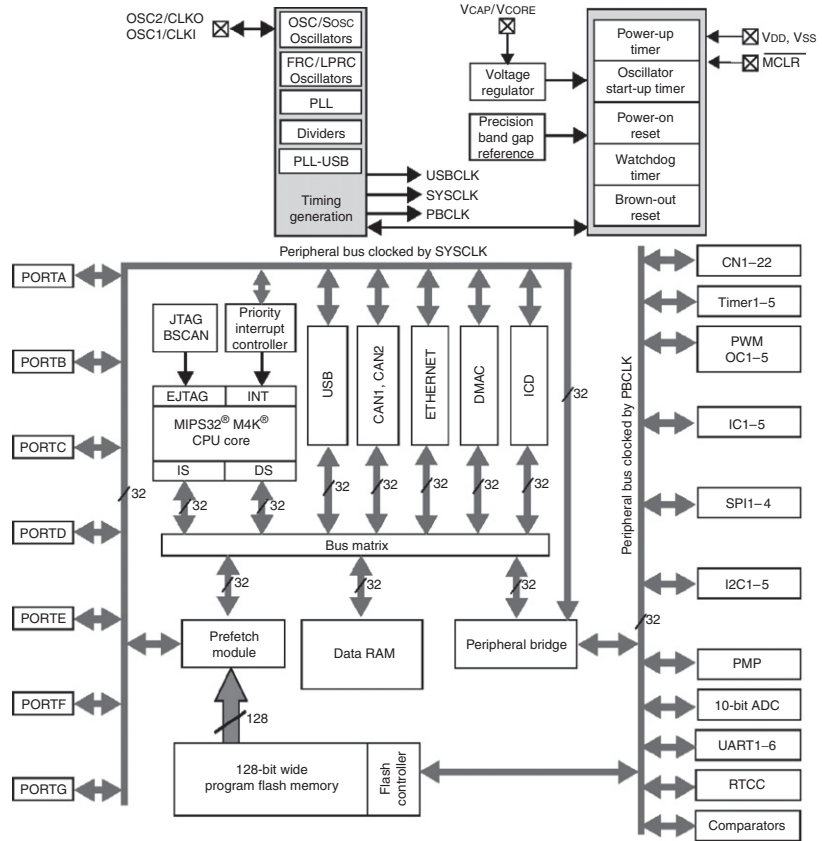 OSC2/CLKO
OSC1/CLKI
OSC/SOSC
Oscillators
FRC/LPRC
Oscillators
PLL
Dividers
PLL-USB
Timing
generation
USBCLK
SYSCLK
PBCLK
VCAP/VCORE
Voltage
regulator
Precision
band gap
reference
Power-up
timer
Oscillator
start-up timer
Power-on
reset
Watchdog
timer
Brown-out
reset
VDD, VSS
MCLR
Peripheral bus clocked by SYSCLK
PORTA
PORTB
PORTC
PORTD
PORTE
PORTF
PORTG
32
JTAG
BSCAN
Priority
interrupt
controller
EJTAG
INT
MIPS32® M4K®
CPU core
IS
DS
USB
CAN1, CAN2
ETHERNET
DMAC
ICD
32
32
32
32
32
32
32
32
Bus matrix
32
32
32
Prefetch
module
Data RAM
Peripheral bridge
128
128-bit wide
program flash memory
Flash
controller
Peripheral bus clocked by PBCLK
32
CN1–22
Timer1–5
PWM
OC1–5
IC1–5
SPI1–4
I2C1–5
PMP
10-bit ADC
UART1–6
RTCC
Comparators